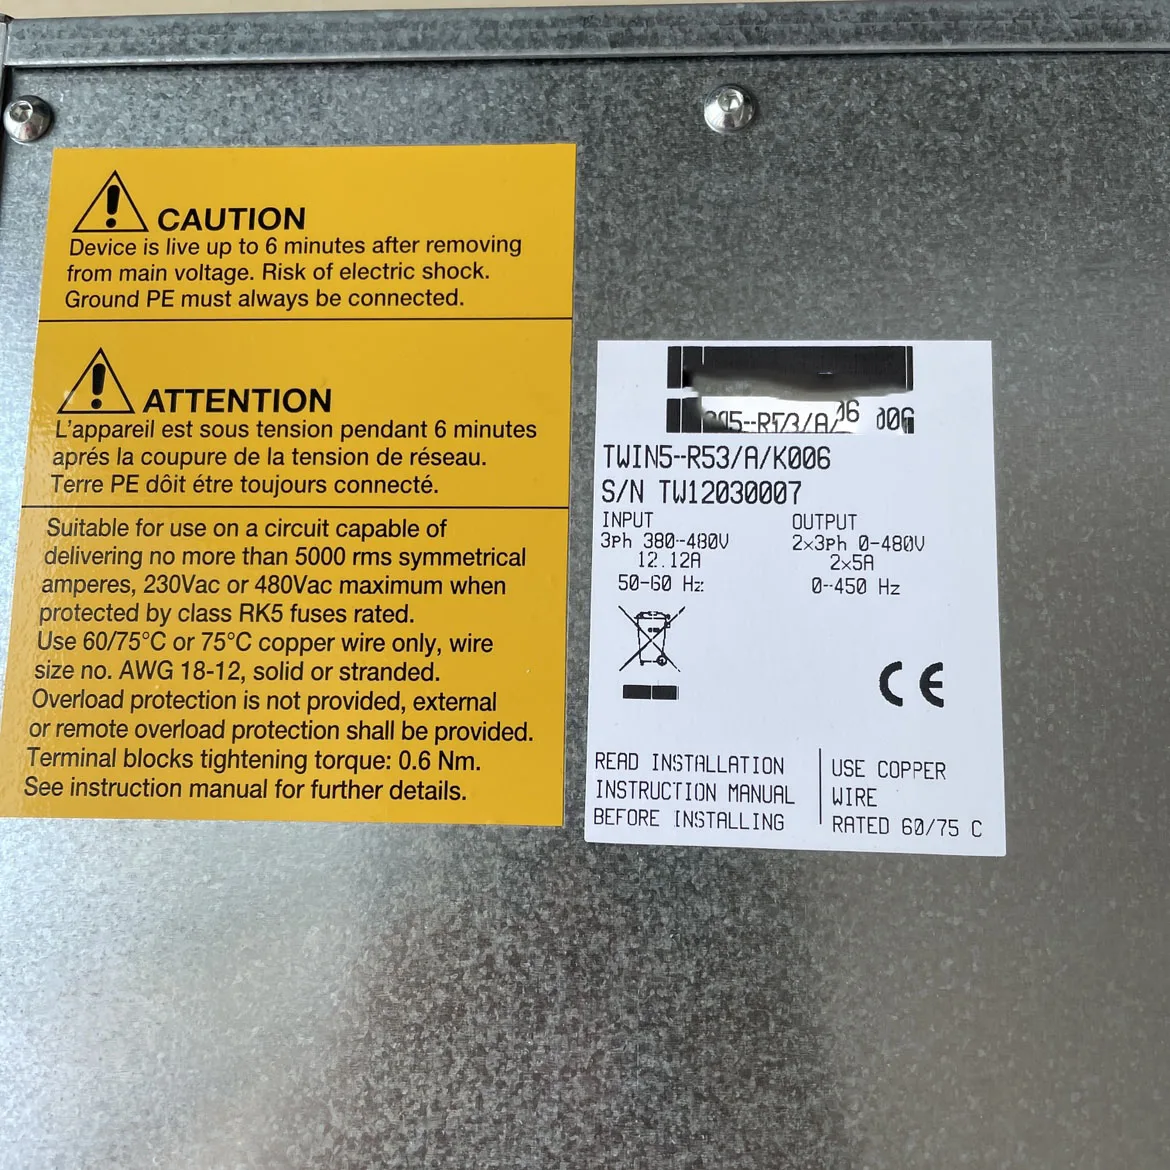 CAUTION
Device is live up to 6 minutes after removing
from main voltage. Risk of electric shock.
Ground PE must always be connected.
ATTENTION
L'appareil est sous tension pendant 6 minutes
aprés la coupure de la tension de réseau.
Terre PE dôit étre toujours connecté.
Suitable for use on a circuit capable of
delivering no more than 5000 rms symmetrical
amperes, 230Vac or 480Vac maximum when
protected by class RK5 fuses rated.
Use 60/75°C or 75°C copper wire only, wire
size no. AWG 18-12, solid or stranded.
Overload protection is not provided, external
or remote overload protection shall be provided.
Terminal blocks tightening torque: 0.6 Nm.
See instruction manual for further details.
TWIN5--R53/A/K006
S/N TW12030007
INPUT
3Ph 380-480V
12.12A
50-60 Hz
OUTPUT
2x3Ph 0-480V
2x5A
0-450 Hz
CE
READ INSTALLATION
INSTRUCTION MANUAL
BEFORE INSTALLING
USE COPPER
WIRE
RATED 60/75 C